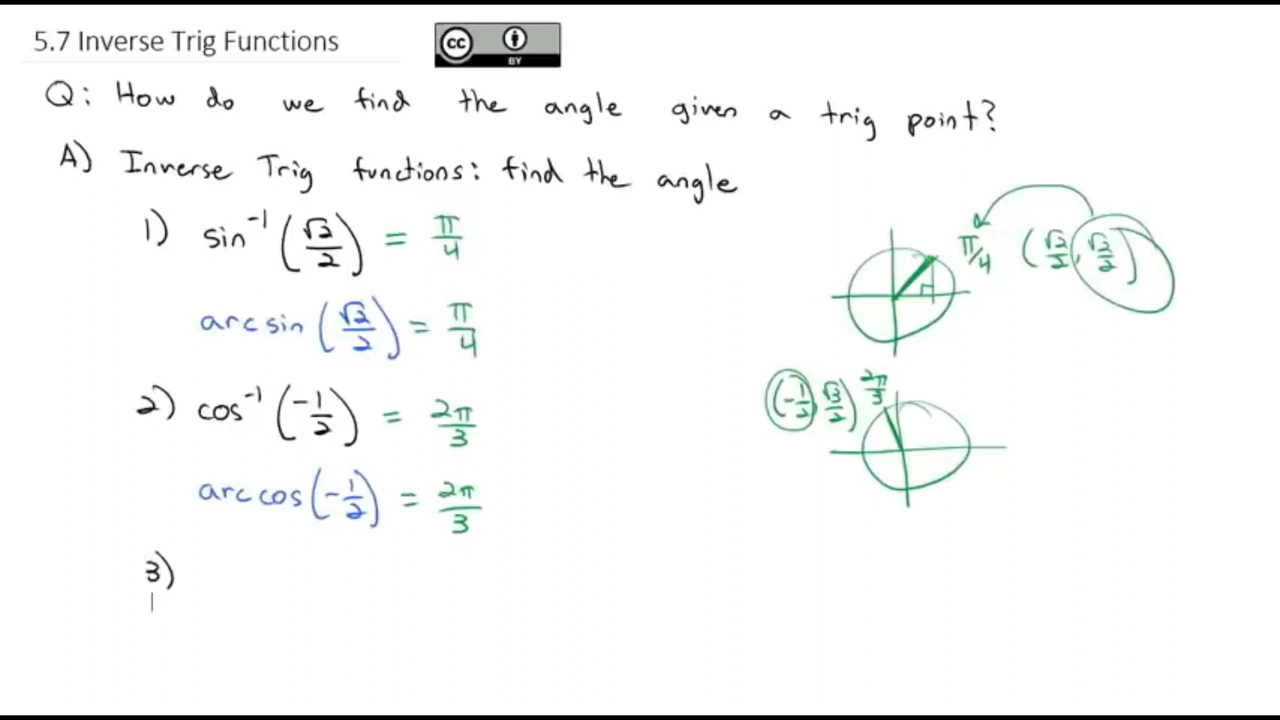 5.7 Inverse Trig Functions
cc BY
Q: How do we find the angle given a trig point?
A) Inverse Trig functions: find the angle
1) sin⁻¹(√2/2) = π/4
π/4 (√2/2, √2/2)
arcsin(√2/2) = π/4
2) cos⁻¹(-1/2) = 2π/3
(-1/2, √3/2) 2π/3
arccos(-1/2) = 2π/3
3)